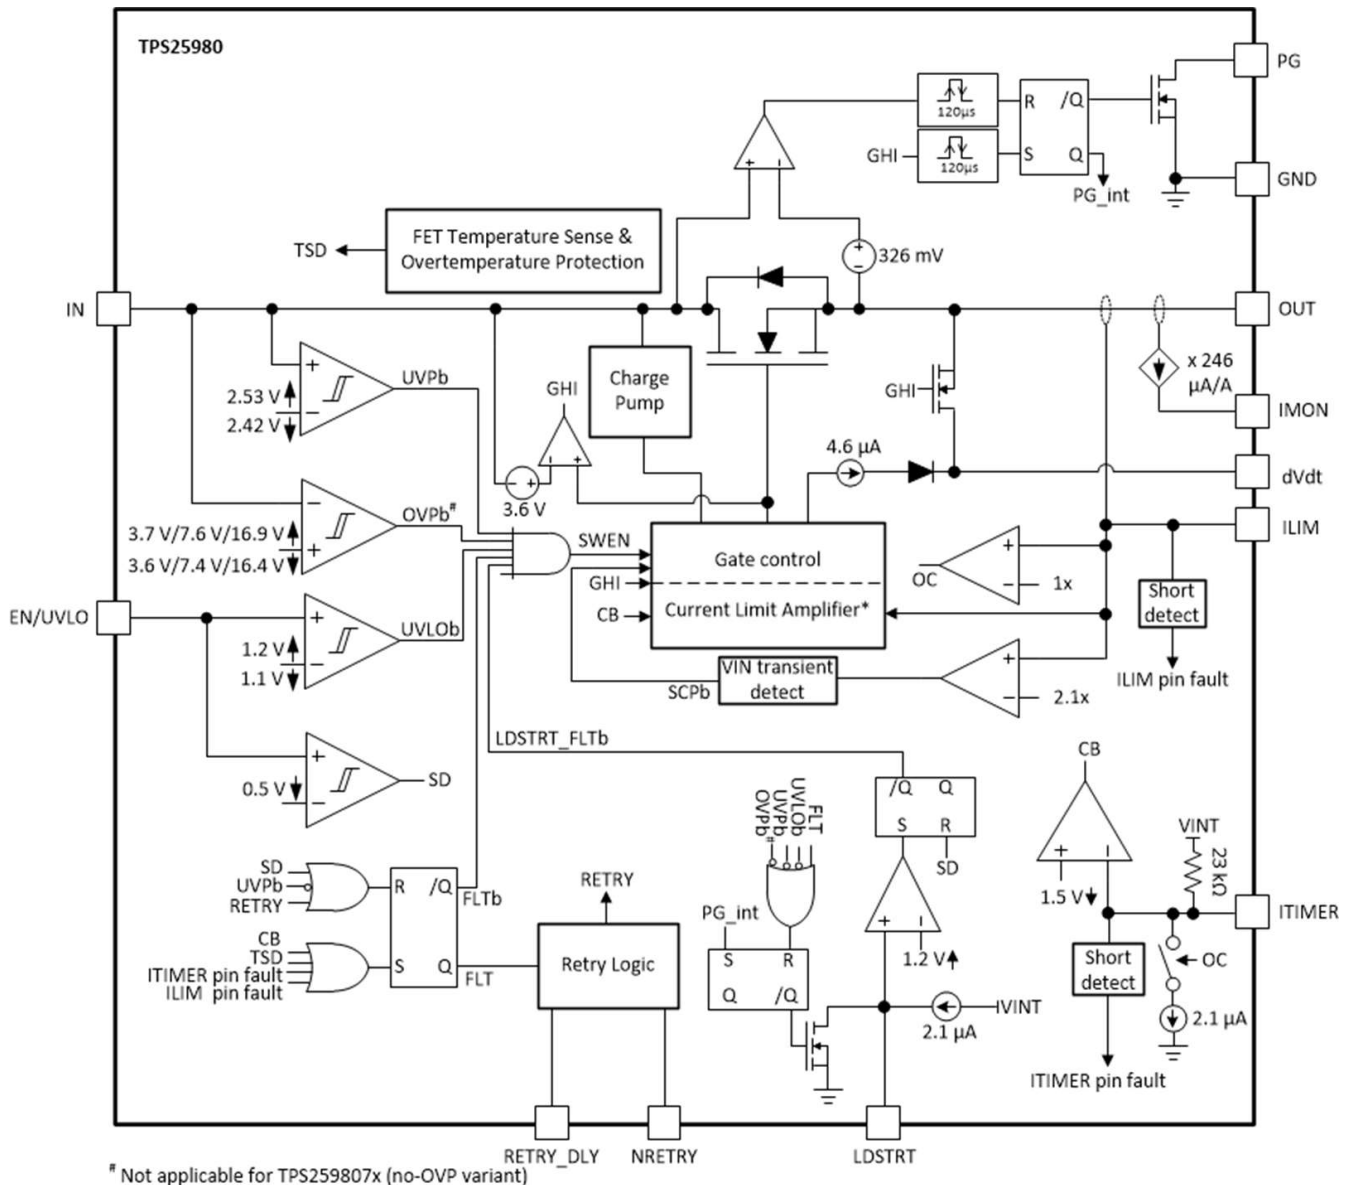 TPS25980
PG
120µs
R
/Q
GHI
120µs
S
Q
PG_int
GND
FET Temperature Sense &
Overtemperature Protection
TSD
326 mV
IN
OUT
+
-
2.53 V
2.42 V
UVPb
GHI
Charge
Pump
GHI
x 246
µA/A
IMON
4.6 µA
dVdt
3.6 V
-
+
3.7 V/7.6 V/16.9 V
3.6 V/7.4 V/16.4 V
OVPb#
SWEN
Gate control
GHI
CB
Current Limit Amplifier*
OC
+
-
1x
ILIM
Short
detect
ILIM pin fault
EN/UVLO
+
-
1.2 V
1.1 V
UVLOb
SCPb
VIN transient
detect
+
-
2.1x
LDSTRT_FLTb
+
-
0.5 V
SD
OVPb#
UVPb
UVLOb
FLT
/Q
Q
S
R
SD
CB
+
-
1.5 V
VINT
23 kΩ
ITIMER
SD
UVPb
RETRY
R
/Q
FLTb
CB
TSD
ITIMER pin fault
ILIM pin fault
S
Q
FLT
RETRY
Retry Logic
PG_int
S
R
Q
/Q
+
-
1.2 V
2.1 µA
VINT
Short
detect
OC
2.1 µA
ITIMER pin fault
RETRY_DLY
NRETRY
LDSTRT
# Not applicable for TPS259807x (no-OVP variant)